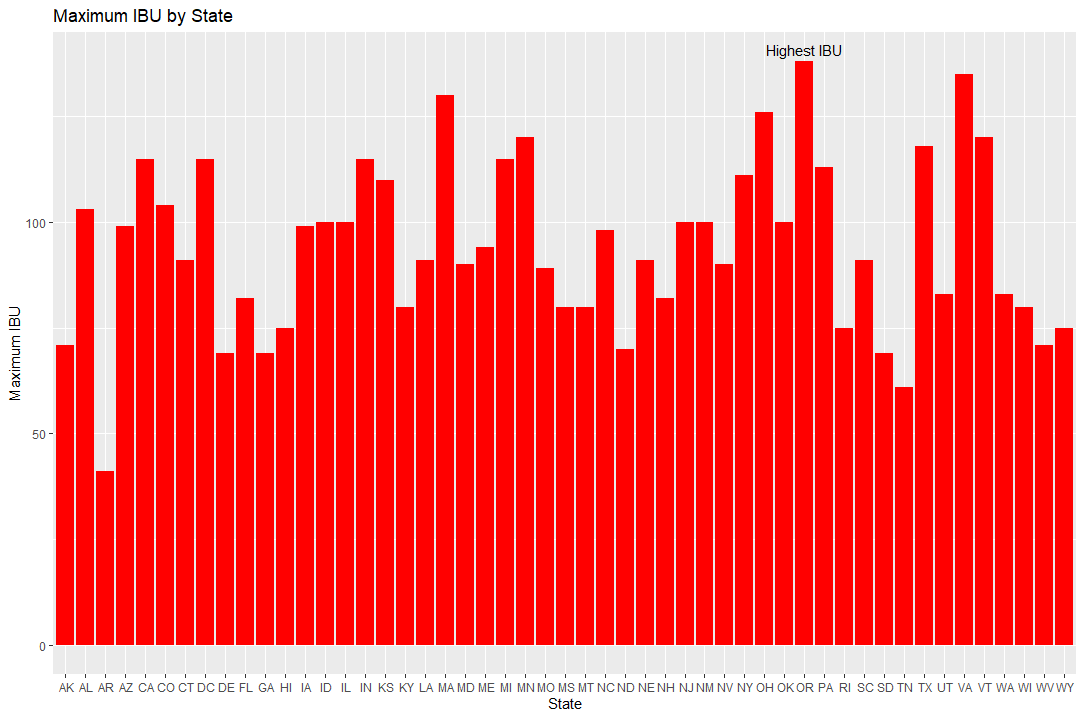 Maximum IBU by State
Highest IBU
100
50
0
Maximum IBU
AK AL AR AZ CA CO CT DC DE FL GA HI IA ID IL IN KS KY LA MA MD ME MI MN MO MS MT NC ND NE NH NJ NM NV NY OH OK OR PA RI SC SD TN TX UT VA VT WA WI WV WY
State